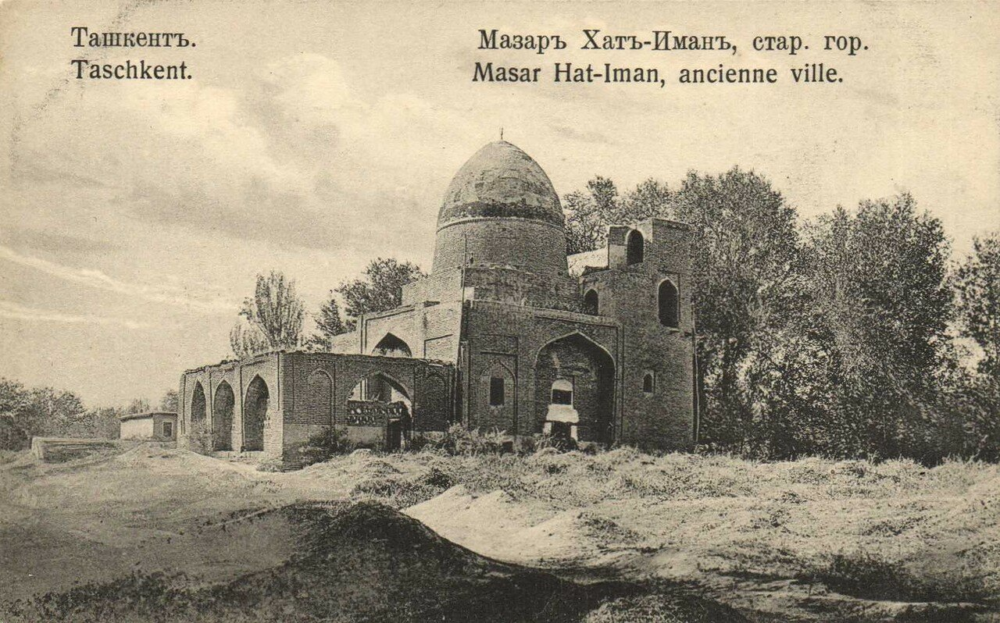 Ташкентъ.
Taschkent.
Мазаръ Хатъ-Иманъ, стар. гор.
Masar Hat-Iman, ancienne ville.